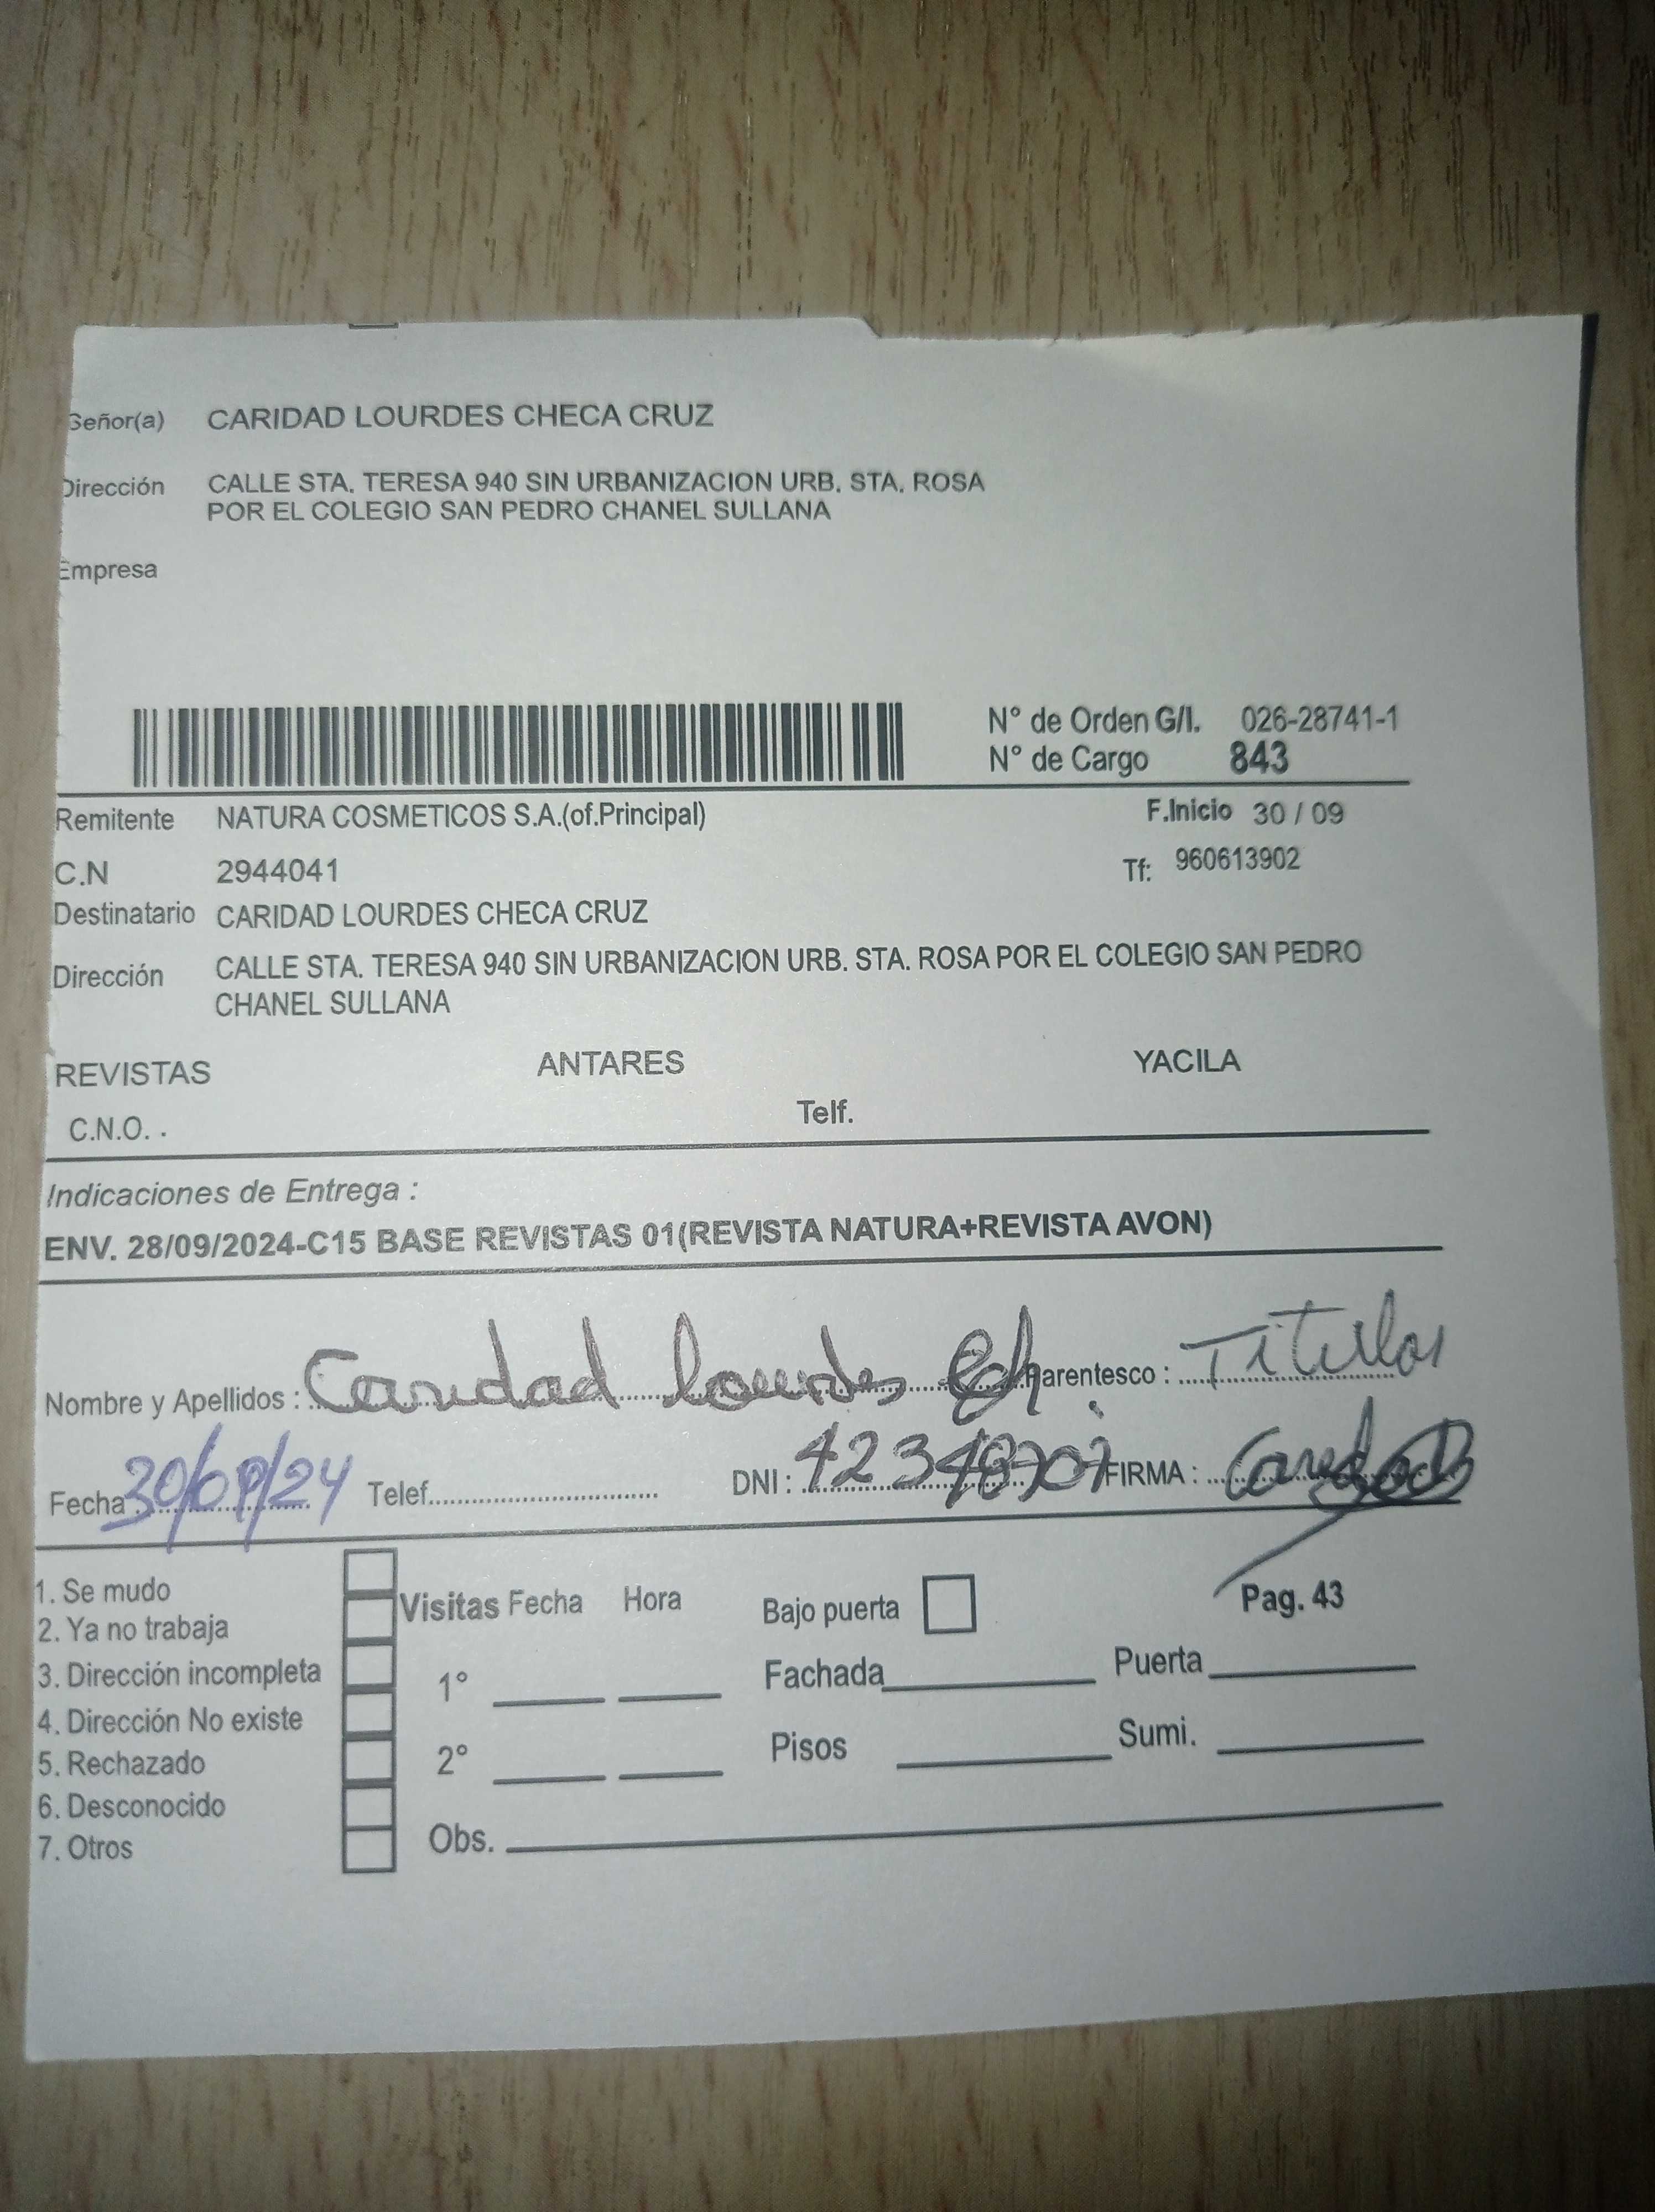 Señor(a) CARIDAD LOURDES CHECA CRUZ
Dirección CALLE STA. TERESA 940 SIN URBANIZACION URB. STA. ROSA
POR EL COLEGIO SAN PEDRO CHANEL SULLANA
Empresa
N° de Orden G/I. 026-28741-1
N° de Cargo 843
Remitente NATURA COSMETICOS S.A.(of.Principal) F.Inicio 30 / 09
C.N 2944041 Tf: 960613902
Destinatario CARIDAD LOURDES CHECA CRUZ
Dirección CALLE STA. TERESA 940 SIN URBANIZACION URB. STA. ROSA POR EL COLEGIO SAN PEDRO
CHANEL SULLANA
REVISTAS ANTARES YACILA
C.N.O. . Telf.
Indicaciones de Entrega :
ENV. 28/09/2024-C15 BASE REVISTAS 01(REVISTA NATURA+REVISTA AVON)
Nombre y Apellidos : Caridad Lourdes Ch. Parentesco : Titular
Fecha 30/09/24 Telef. DNI : FIRMA :
1. Se mudo
2. Ya no trabaja
3. Dirección incompleta
4. Dirección No existe
5. Rechazado
6. Desconocido
7. Otros
Visitas Fecha Hora Bajo puerta Pag. 43
1° Fachada Puerta
2° Pisos Sumi.
Obs.